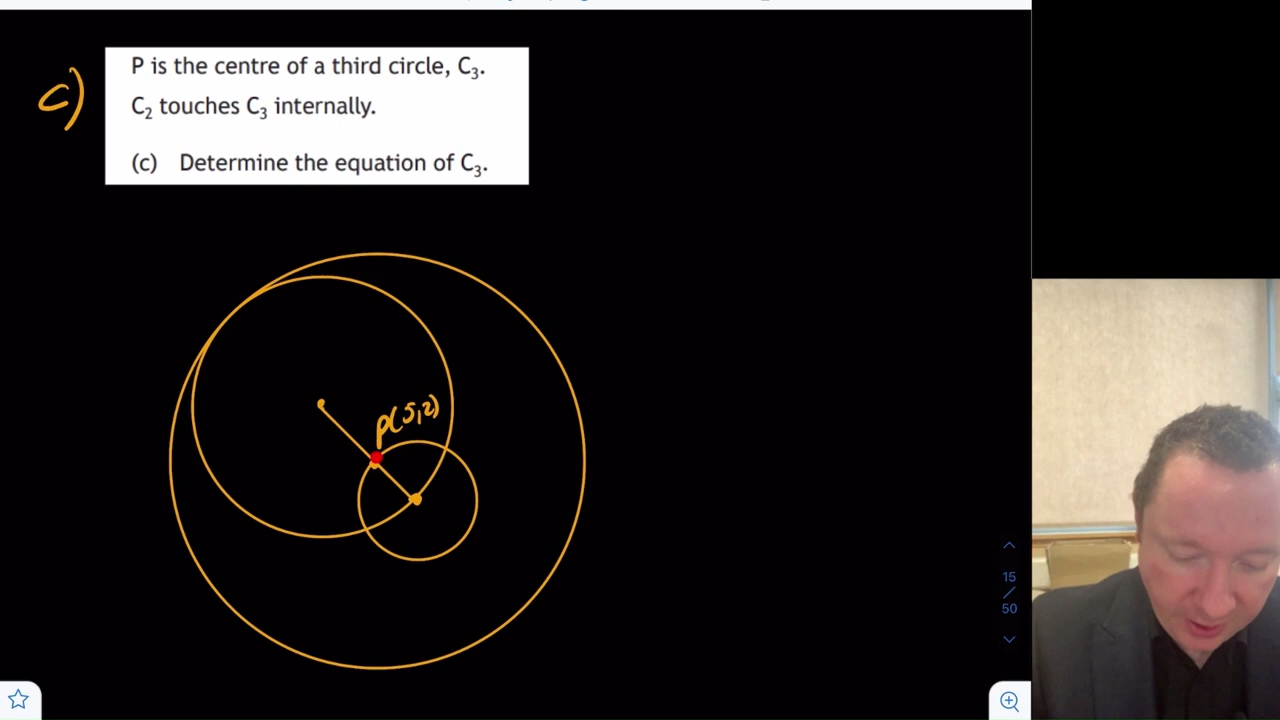 c)
P is the centre of a third circle, C₃.
C₂ touches C₃ internally.
(c) Determine the equation of C₃.
P(5,2)
15
/
50